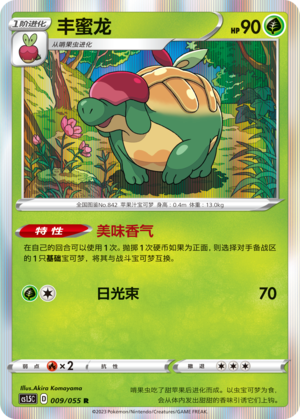 1阶进化
丰蜜龙
HP90
从啃果虫进化
全国图鉴No.842 苹果汁宝可梦 身高：0.4m 体重：13.0kg
特性 美味香气
在自己的回合可以使用1次。抛掷1次硬币如果为正面，则选择对手备战区
的1只基础宝可梦，将其与战斗宝可梦互换。
日光束 70
弱点 ×2 抗性 撤退
Illus.Akira Komayama
D 009/055 R
啃果虫吃了甜苹果后进化而成。以蜜虫宝可梦为食，
会从体内发出甜甜的香味引诱它们上钩。
©2023 Pokémon/Nintendo/Creatures/GAME FREAK